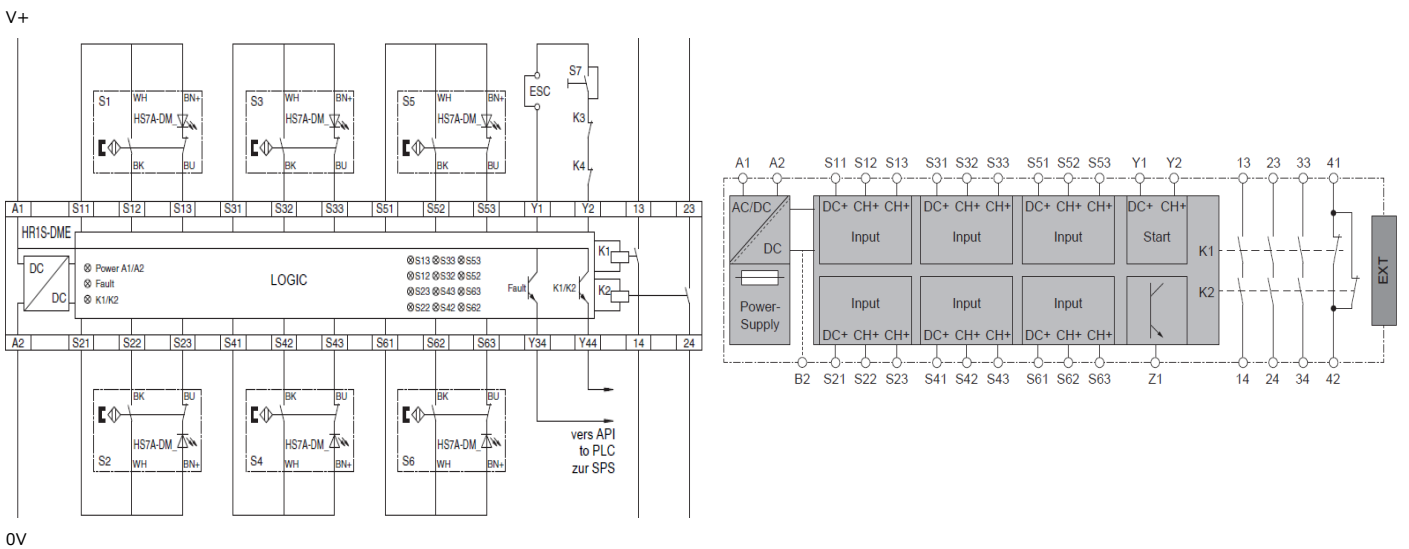 V+
S7
ESC
S1 WH BN+ S3 WH BN+ S5 WH BN+
HS7A-DM_ HS7A-DM_ HS7A-DM_ K3
BK BU BK BU BK BU K4
A1 S11 S12 S13 S31 S32 S33 S51 S52 S53 Y1 Y2 13 23
HR1S-DME
K1
DC
DC
Power A1/A2
Fault
K1/K2
LOGIC
S13 S33 S53
S12 S32 S52
S23 S43 S63
S22 S42 S62
Fault K1/K2 K2
A2 S21 S22 S23 S41 S42 S43 S61 S62 S63 Y34 Y44 14 24
BK BU BK BU BK BU
HS7A-DM_ HS7A-DM_ HS7A-DM_
S2 WH BN+ S4 WH BN+ S6 WH BN+
vers API
to PLC
zur SPS
0V
A1 A2 S11 S12 S13 S31 S32 S33 S51 S52 S53 Y1 Y2 13 23 33 41
AC/DC DC+ CH+ CH+ DC+ CH+ CH+ DC+ CH+ CH+ DC+ CH+
Input Input Input Start
DC K1
EXT
K2
Power-
Supply
Input Input Input
DC+ CH+ CH+ DC+ CH+ CH+ DC+ CH+ CH+
B2 S21 S22 S23 S41 S42 S43 S61 S62 S63 Z1 14 24 34 42